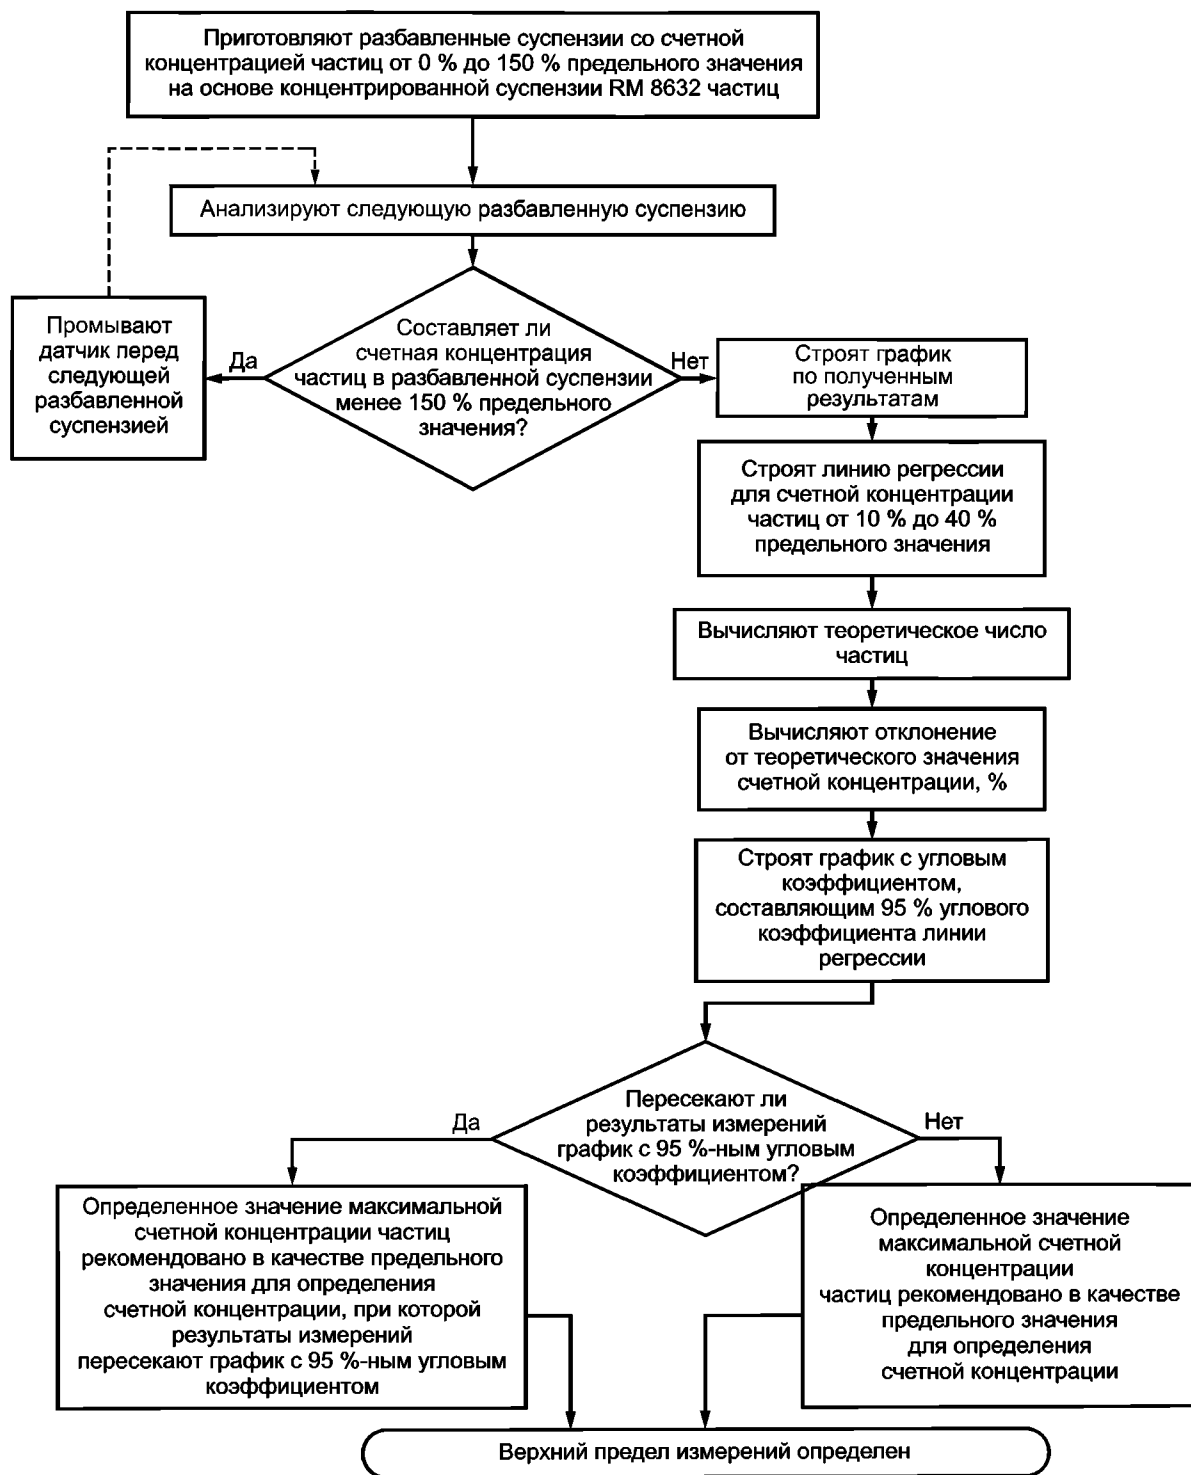 Приготовляют разбавленные суспензии со счетной
концентрацией частиц от 0 % до 150 % предельного значения
на основе концентрированной суспензии RM 8632 частиц
Анализируют следующую разбавленную суспензию
Составляет ли
счетная концентрация
частиц в разбавленной суспензии
менее 150 % предельного
значения?
Да
Промывают
датчик перед
следующей
разбавленной
суспензией
Нет
Строят график
по полученным
результатам
Строят линию регрессии
для счетной концентрации
частиц от 10 % до 40 %
предельного значения
Вычисляют теоретическое число
частиц
Вычисляют отклонение
от теоретического значения
счетной концентрации, %
Строят график с угловым
коэффициентом,
составляющим 95 % углового
коэффициента линии
регрессии
Пересекают ли
результаты измерений
график с 95 %-ным угловым
коэффициентом?
Да
Определенное значение максимальной
счетной концентрации частиц
рекомендовано в качестве предельного
значения для определения
счетной концентрации, при которой
результаты измерений
пересекают график с 95 %-ным угловым
коэффициентом
Нет
Определенное значение
максимальной счетной
концентрации
частиц рекомендовано в качестве
предельного значения
для определения
счетной концентрации
Верхний предел измерений определен